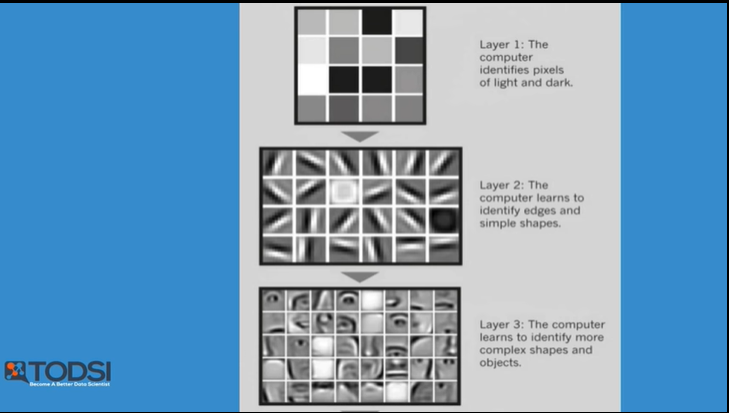 Layer 1: The
computer
identifies pixels
of light and dark.
Layer 2: The
computer learns to
identify edges and
simple shapes.
Layer 3: The computer
learns to identify more
complex shapes and
objects.
TODSI
Become A Better Data Scientist